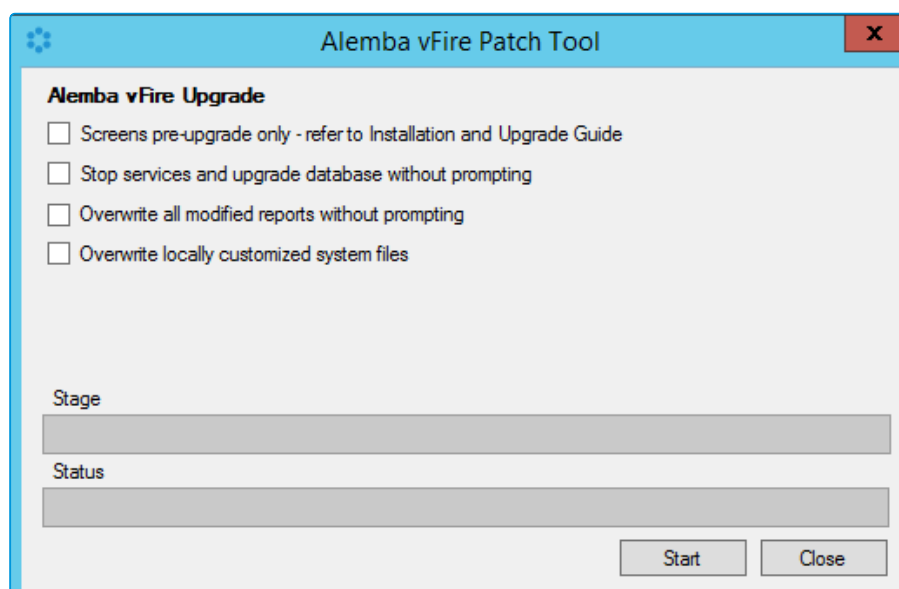 Alemba vFire Patch Tool
x
Alemba vFire Upgrade
Screens pre-upgrade only - refer to Installation and Upgrade Guide
Stop services and upgrade database without prompting
Overwrite all modified reports without prompting
Overwrite locally customized system files
Stage
Status
Start Close